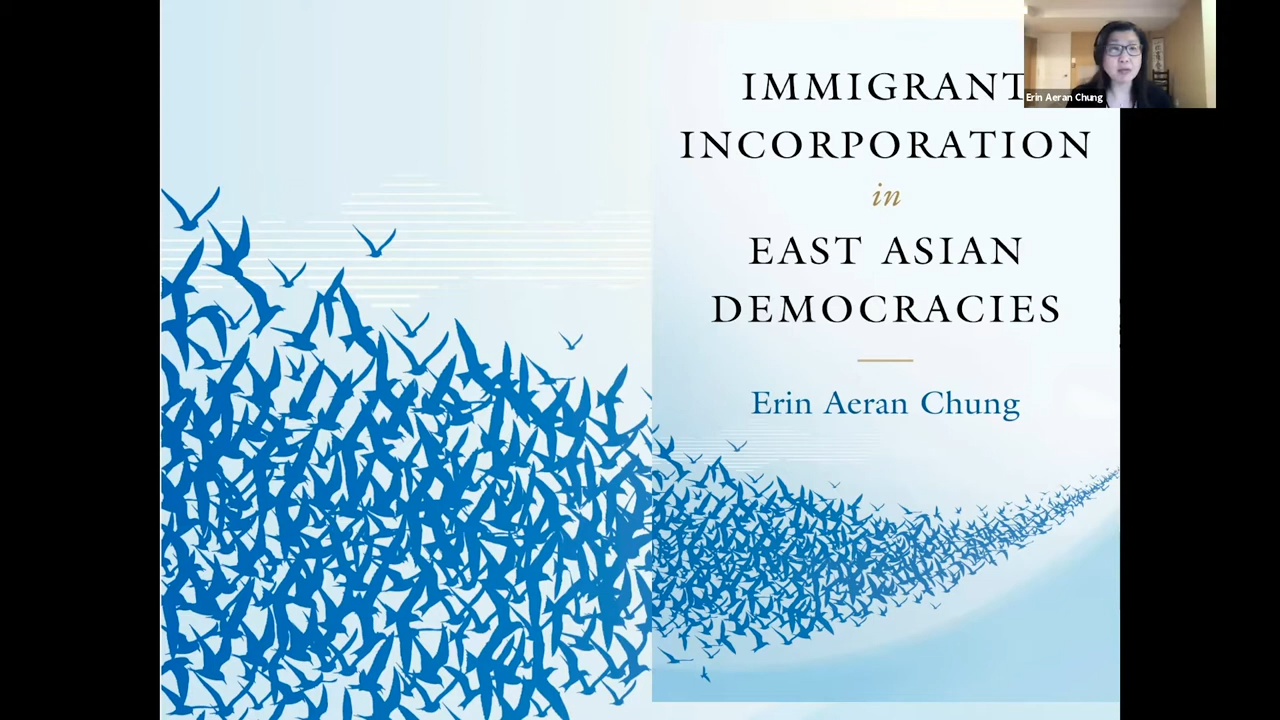 IMMIGRANT
INCORPORATION
in
EAST ASIAN
DEMOCRACIES
Erin Aeran Chung
Erin Aeran Chung